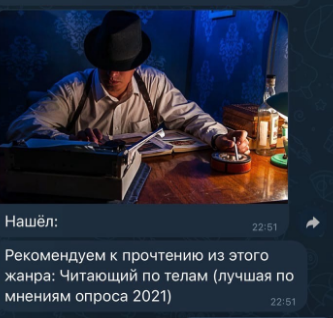 Нашёл:
22:51
Рекомендуем к прочтению из этого
жанра: Читающий по телам (лучшая по
мнениям опроса 2021)
22:51